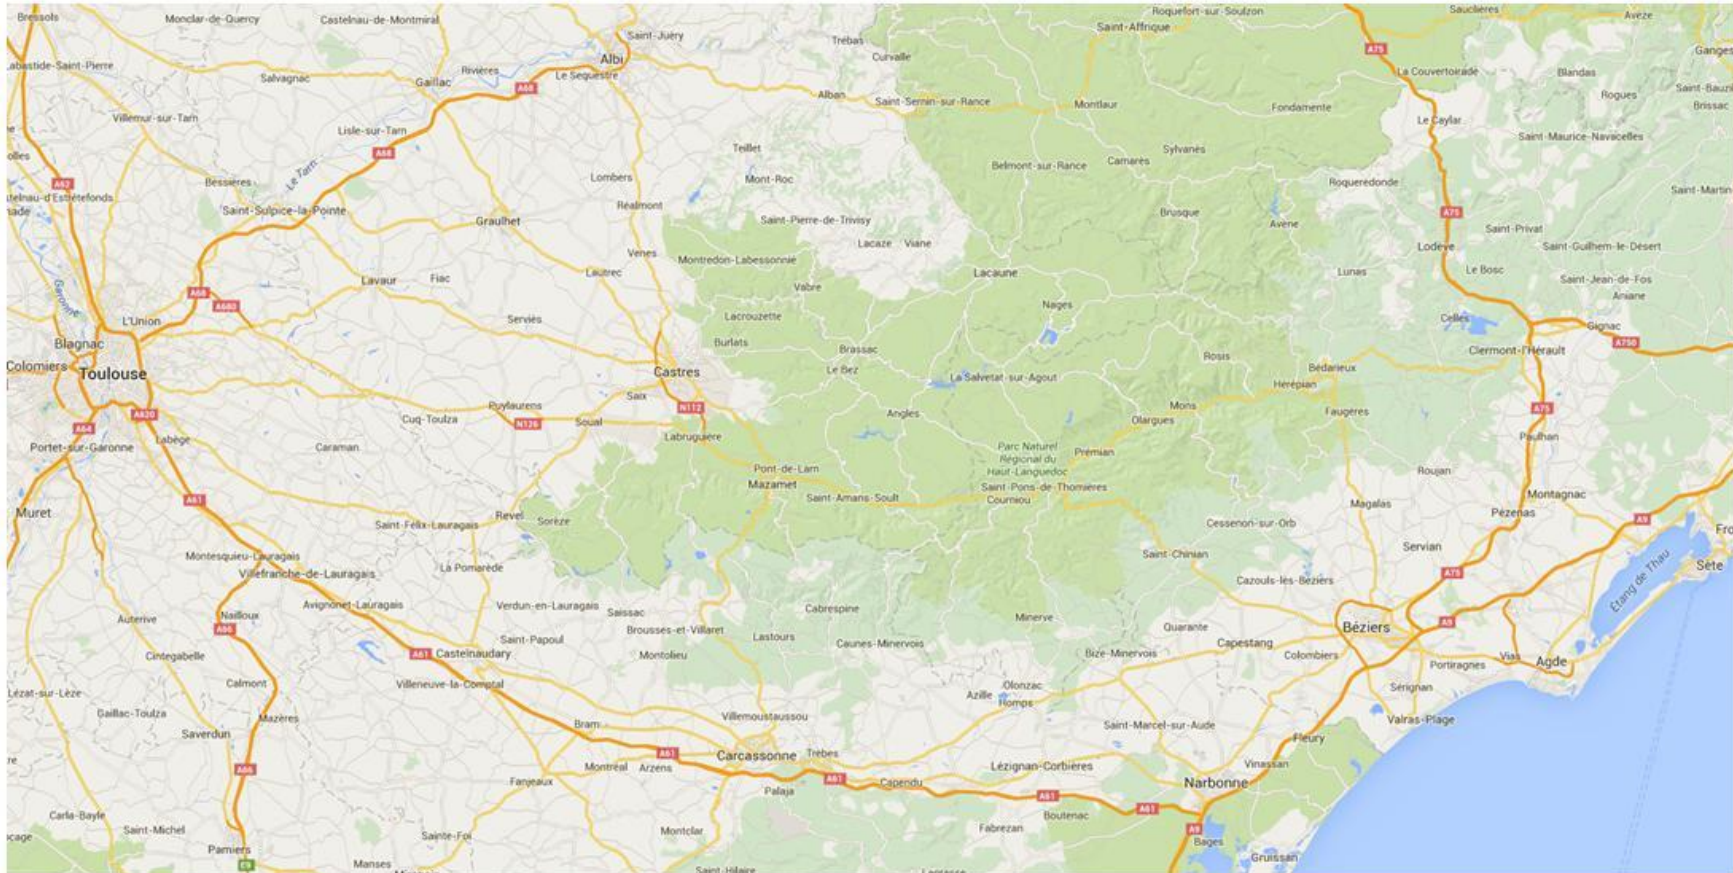 Bressols
Monclar-de-Quercy
Castelnau-de-Montmiral
Saint-Juéry
Trébas
Roquefort-sur-Soulzon
Saint-Affrique
Sauclières
Avèze
Ganges
Labastide-Saint-Pierre
Salvagnac
Gaillac
Rivières
Albi
Le Sequestre
A68
Curvalle
A75
La Couvertoirade
Blandas
Rogues
Brissac
Villemur-sur-Tarn
Lisle-sur-Tarn
A68
Alban
Saint-Sernin-sur-Rance
Montlaur
Fondamente
Le Caylar
Saint-Maurice-Navacelles
Teillet
Mont-Roc
Belmont-sur-Rance
Camarès
Sylvanès
Roqueredonde
Saint-Martin
A62
Bessières
Le Tarn
Lombers
Réalmont
Saint-Sulpice-la-Pointe
Graulhet
Saint-Pierre-de-Trivisy
Brusque
Avène
A75
Saint-Privat
Lacaze
Viane
Venès
Montredon-Labessonnié
Lodève
Saint-Guilhem-le-Désert
Lavaur
Fiac
Lautrec
Vabre
Lacaune
Lunas
Le Bosc
Saint-Jean-de-Fos
Aniane
Garonne
A68
A680
L'Union
Serviès
Lacrouzette
Nages
Celles
Gignac
A750
Blagnac
Burlats
Brassac
Rosis
Clermont-l'Hérault
Colomiers
Toulouse
Castres
Le Bez
La Salvetat-sur-Agout
Bédarieux
Hérépian
A620
A64
Saix
N112
Puylaurens
Cuq-Toulza
N126
Soual
Angles
Mons
Olargues
Faugères
A75
Labège
Portet-sur-Garonne
Caraman
Labruguière
Parc Naturel
Régional du
Haut-Languedoc
Prémian
Paulhan
Roujan
Pont-de-Larn
Mazamet
Saint-Amans-Soult
Saint-Pons-de-Thomières
Courniou
Montagnac
Magalas
Pézenas
A61
Muret
Revel
Sorèze
Saint-Félix-Lauragais
Cessenon-sur-Orb
A9
Fro
Sète
Étang de Thau
Montesquieu-Lauragais
Villefranche-de-Lauragais
La Pomarède
Saint-Chinian
Servian
Cazouls-lès-Béziers
A75
Avignonet-Lauragais
Verdun-en-Lauragais
Saissac
Cabrespine
Minerve
Auterive
Nailloux
A66
Brousses-et-Villaret
Lastours
Caunes-Minervois
Quarante
Béziers
A9
Cintegabelle
Saint-Papoul
A61
Castelnaudary
Montolieu
Bize-Minervois
Capestang
Colombiers
Portiragnes
Vias
Agde
Calmont
Villeneuve-la-Comptal
Azille
Olonzac
Homps
Sérignan
Lézat-sur-Lèze
Gaillac-Toulza
Mazères
Saverdun
Bram
Villemoustaussou
Saint-Marcel-sur-Aude
Valras-Plage
Fleury
A66
Fanjeaux
Montréal
Arzens
A61
Carcassonne
Trèbes
A61
Palaja
Capendu
Lézignan-Corbières
Vinassan
Narbonne
Carla-Bayle
Saint-Michel
Sainte-Foi
Montclar
Fabrezan
A61
Boutenac
A61
A9
Bages
Gruissan
Pamiers
E9
Manses
Saint-Hilaire